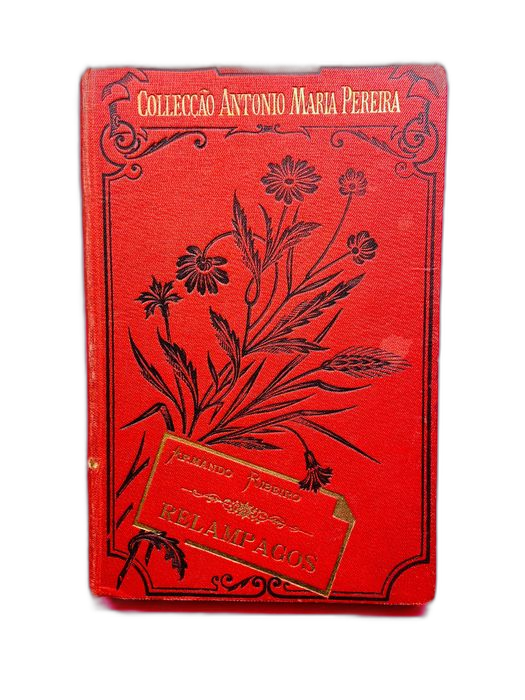 COLLECÇÃO ANTONIO MARIA PEREIRA
ARMANDO RIBEIRO
RELAMPAGOS